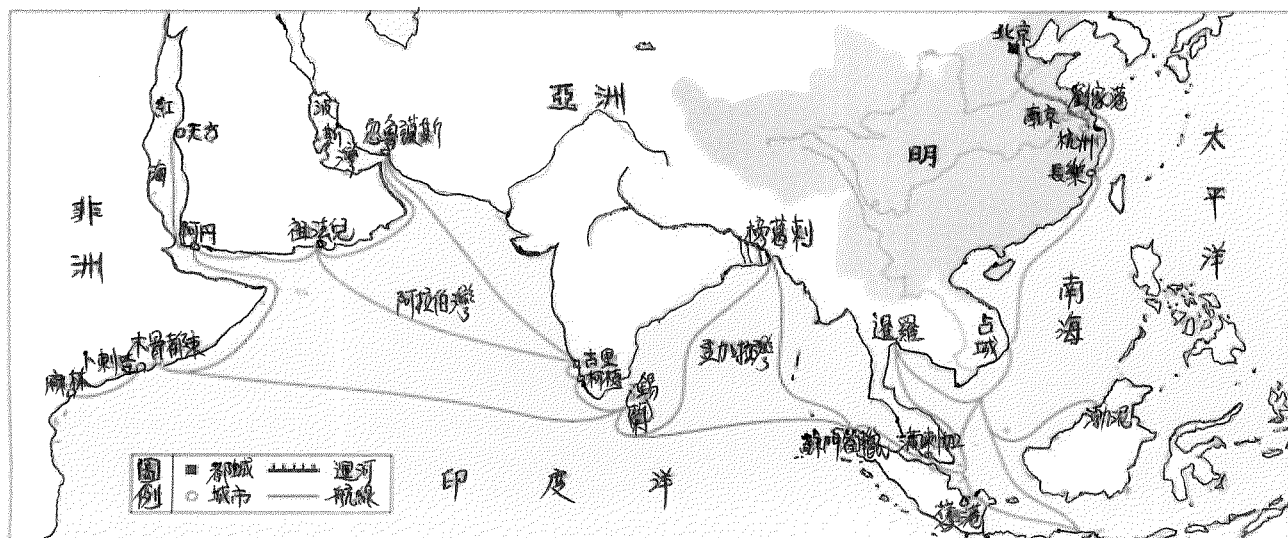 北京
亞洲
波斯灣
忽魯謨斯
劉家港
南京
杭州
長樂
明
太平洋
紅海
天方
非洲
阿丹
祖法兒
榜葛剌
阿拉伯灣
南海
暹羅
占城
木骨都束
卜剌哇
麻林
古里
柯枝
錫蘭
孟加拉灣
蘇門答臘
滿剌加
渤泥
舊港
印度洋
圖例
都城
運河
城市
航線